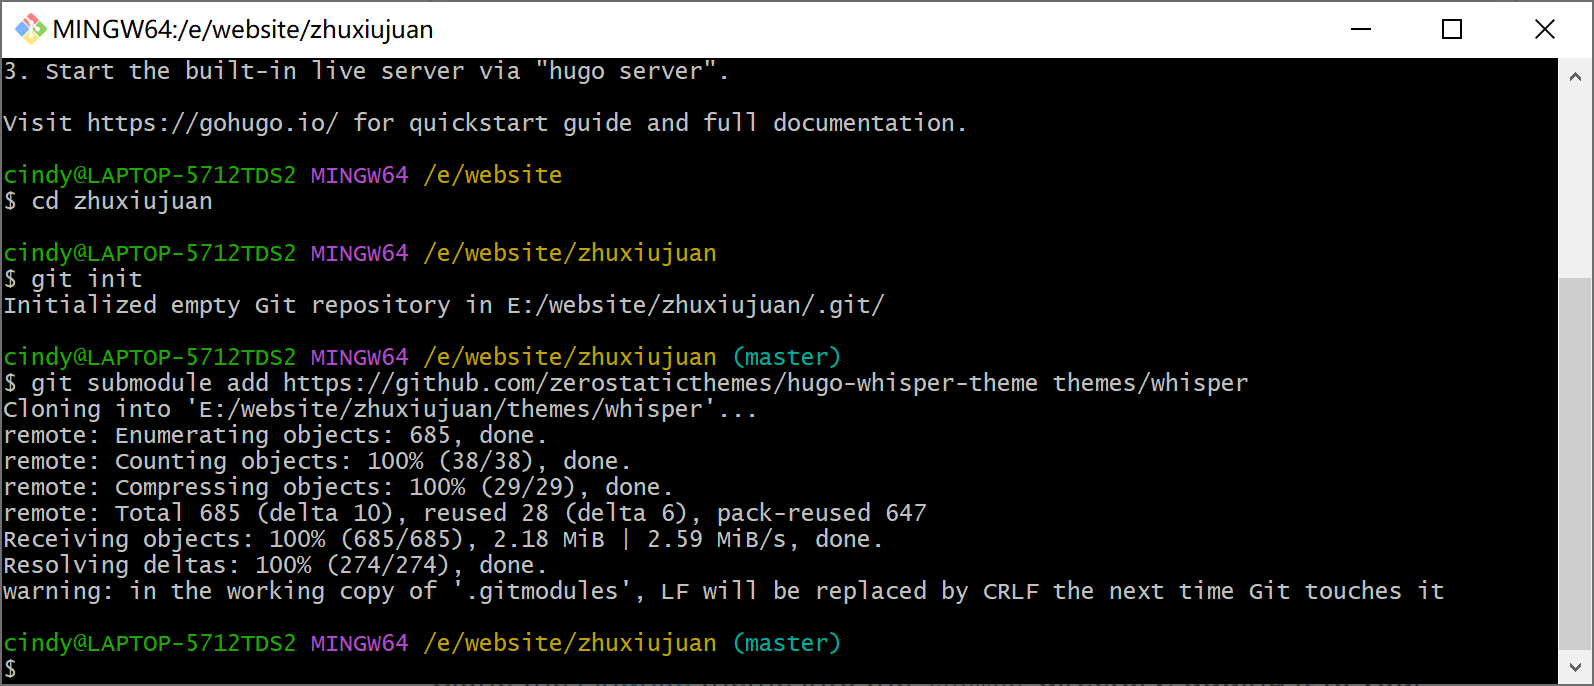 MINGW64:/e/website/zhuxiujuan
3. Start the built-in live server via "hugo server".
Visit https://gohugo.io/ for quickstart guide and full documentation.
cindy@LAPTOP-5712TDS2 MINGW64 /e/website
$ cd zhuxiujuan
cindy@LAPTOP-5712TDS2 MINGW64 /e/website/zhuxiujuan
$ git init
Initialized empty Git repository in E:/website/zhuxiujuan/.git/
cindy@LAPTOP-5712TDS2 MINGW64 /e/website/zhuxiujuan (master)
$ git submodule add https://github.com/zerostaticthemes/hugo-whisper-theme themes/whisper
Cloning into 'E:/website/zhuxiujuan/themes/whisper'...
remote: Enumerating objects: 685, done.
remote: Counting objects: 100% (38/38), done.
remote: Compressing objects: 100% (29/29), done.
remote: Total 685 (delta 10), reused 28 (delta 6), pack-reused 647
Receiving objects: 100% (685/685), 2.18 MiB | 2.59 MiB/s, done.
Resolving deltas: 100% (274/274), done.
warning: in the working copy of '.gitmodules', LF will be replaced by CRLF the next time Git touches it
cindy@LAPTOP-5712TDS2 MINGW64 /e/website/zhuxiujuan (master)
$